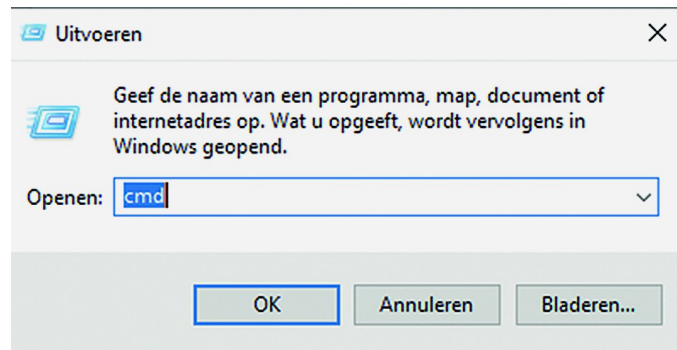 Uitvoeren
Geef de naam van een programma, map, document of
internetadres op. Wat u opgeeft, wordt vervolgens in
Windows geopend.
Openen: cmd
OK Annuleren Bladeren...